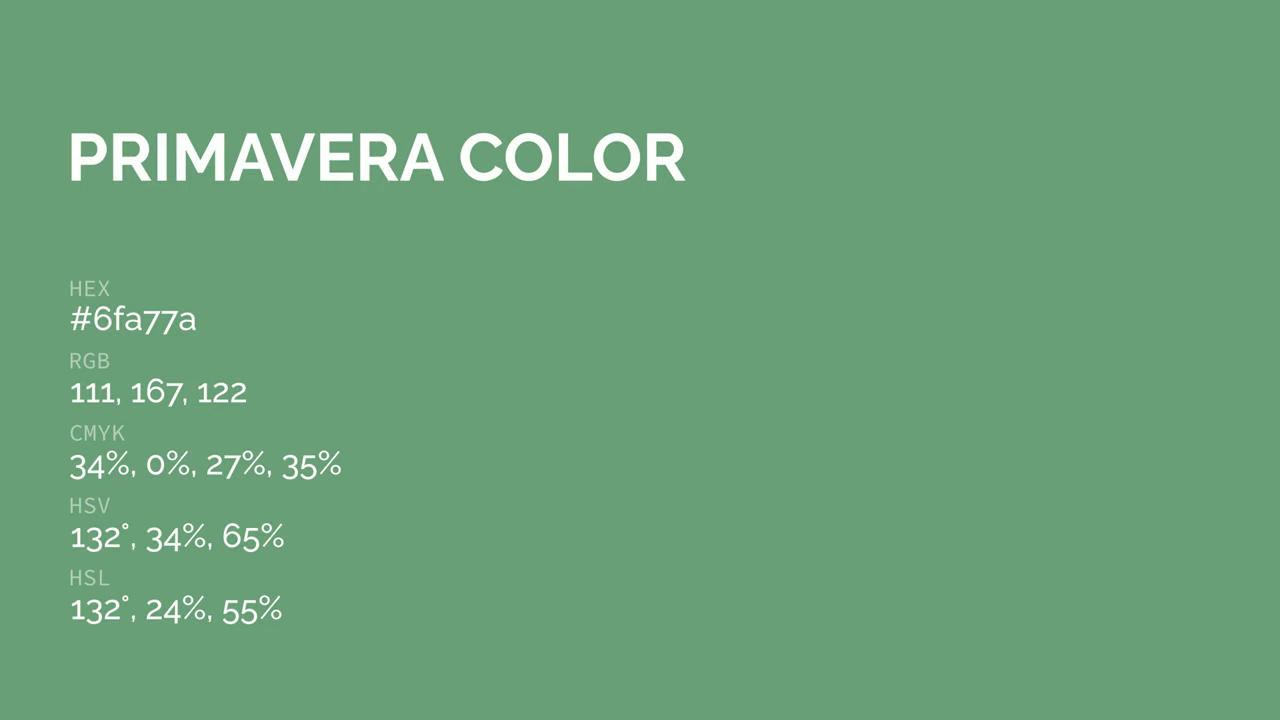 PRIMAVERA COLOR
HEX
#6fa77a
RGB
111, 167, 122
CMYK
34%, 0%, 27%, 35%
HSV
132°, 34%, 65%
HSL
132°, 24%, 55%